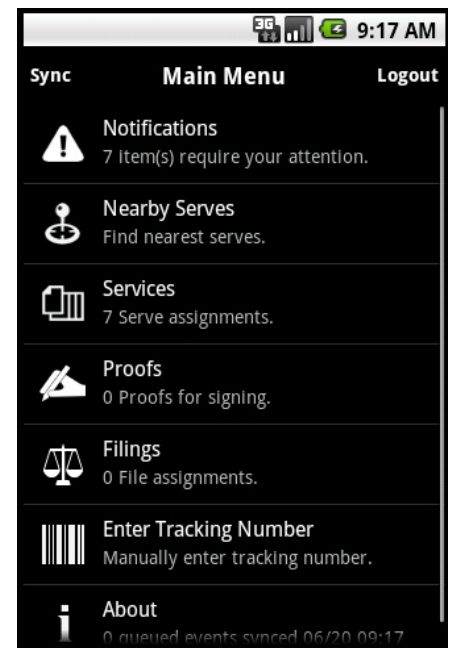 3G 9:17 AM
Sync Main Menu Logout
Notifications
7 item(s) require your attention.
Nearby Serves
Find nearest serves.
Services
7 Serve assignments.
Proofs
0 Proofs for signing.
Filings
0 File assignments.
Enter Tracking Number
Manually enter tracking number.
About
0 queued events synced 06/20 09:17